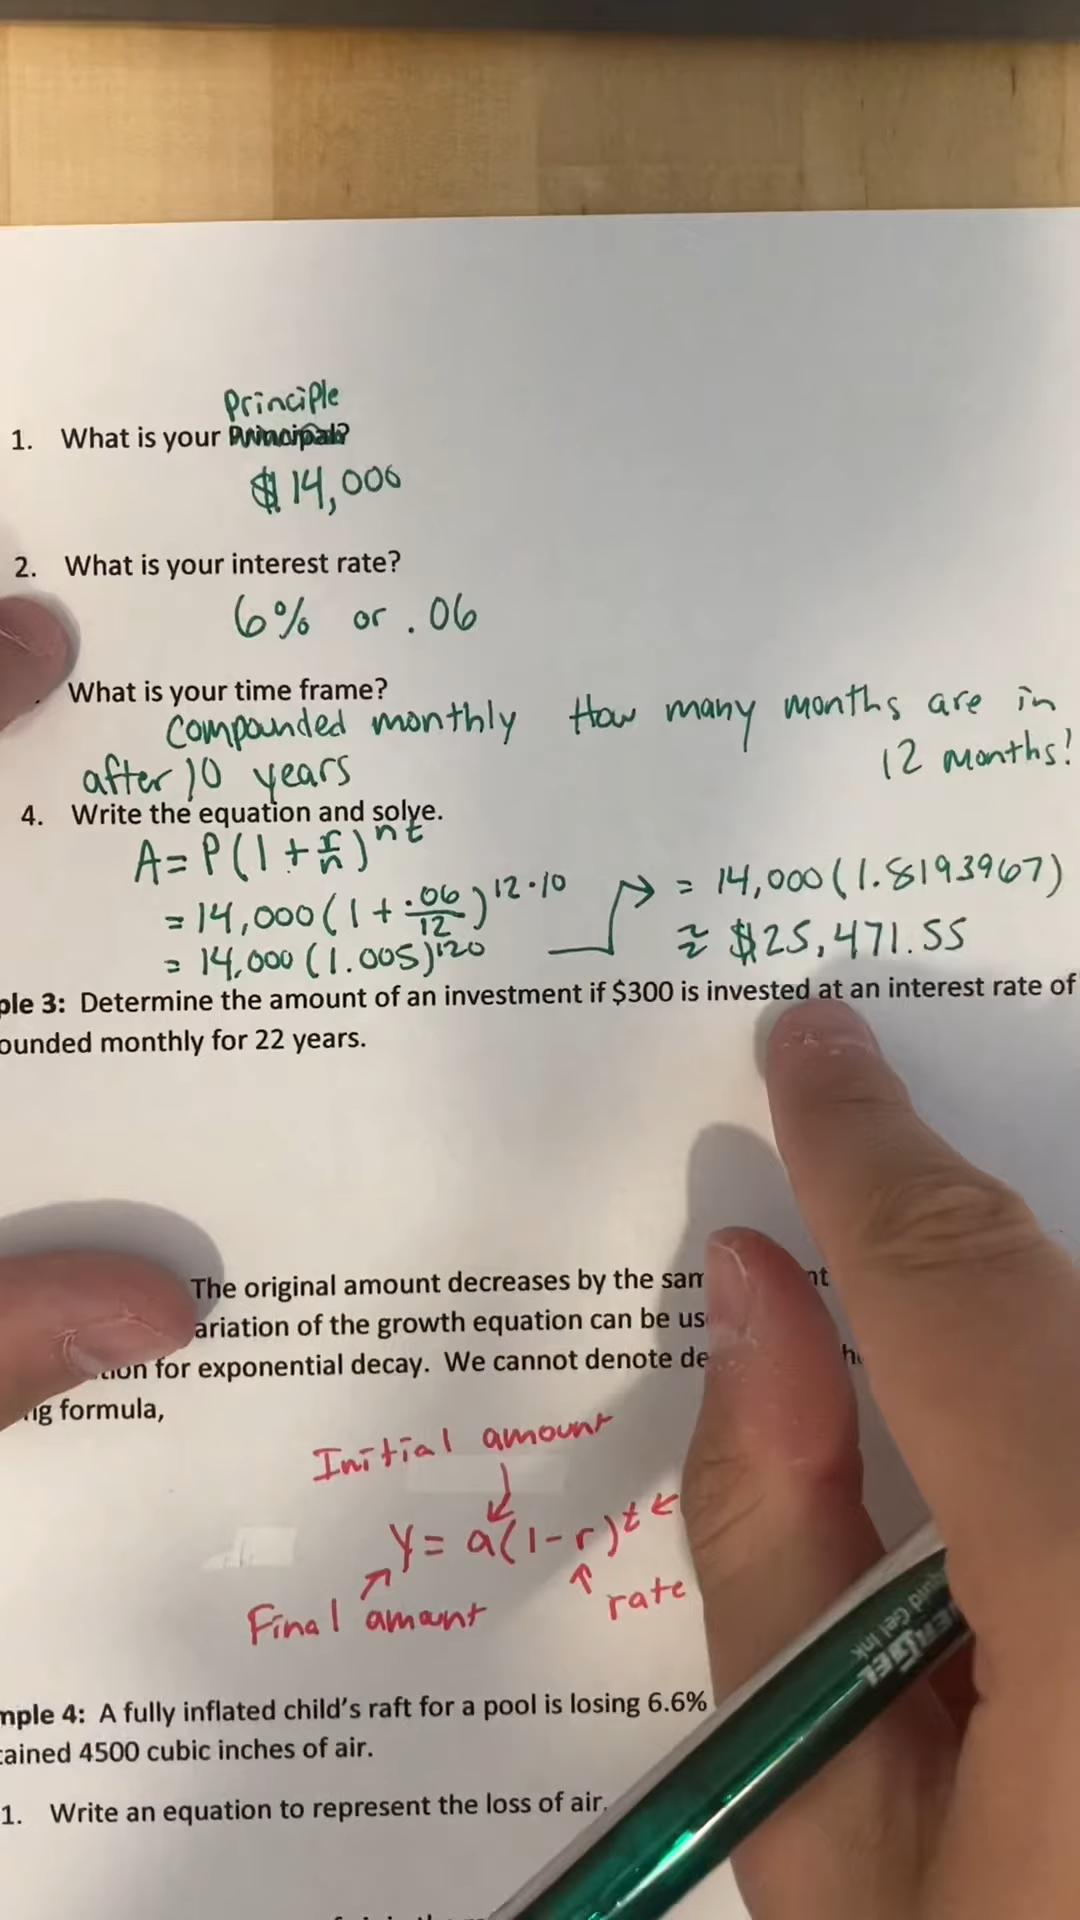 Principle
1. What is your Principal?
$14,000
2. What is your interest rate?
6% or .06
What is your time frame?
compounded monthly How many months are in
after 10 years 12 months!
4. Write the equation and solve.
A=P(1+r/n)^nt
=14,000(1+.06/12)^12·10
=14,000(1.005)^120
=14,000(1.8193967)
≈ $25,471.55
ple 3: Determine the amount of an investment if $300 is invested at an interest rate of
ounded monthly for 22 years.
The original amount decreases by the sam
ariation of the growth equation can be us
for exponential decay. We cannot denote de
formula,
Initial amount
y = a(1-r)^t
rate
Final amount
mple 4: A fully inflated child's raft for a pool is losing 6.6%
tained 4500 cubic inches of air.
1. Write an equation to represent the loss of air.